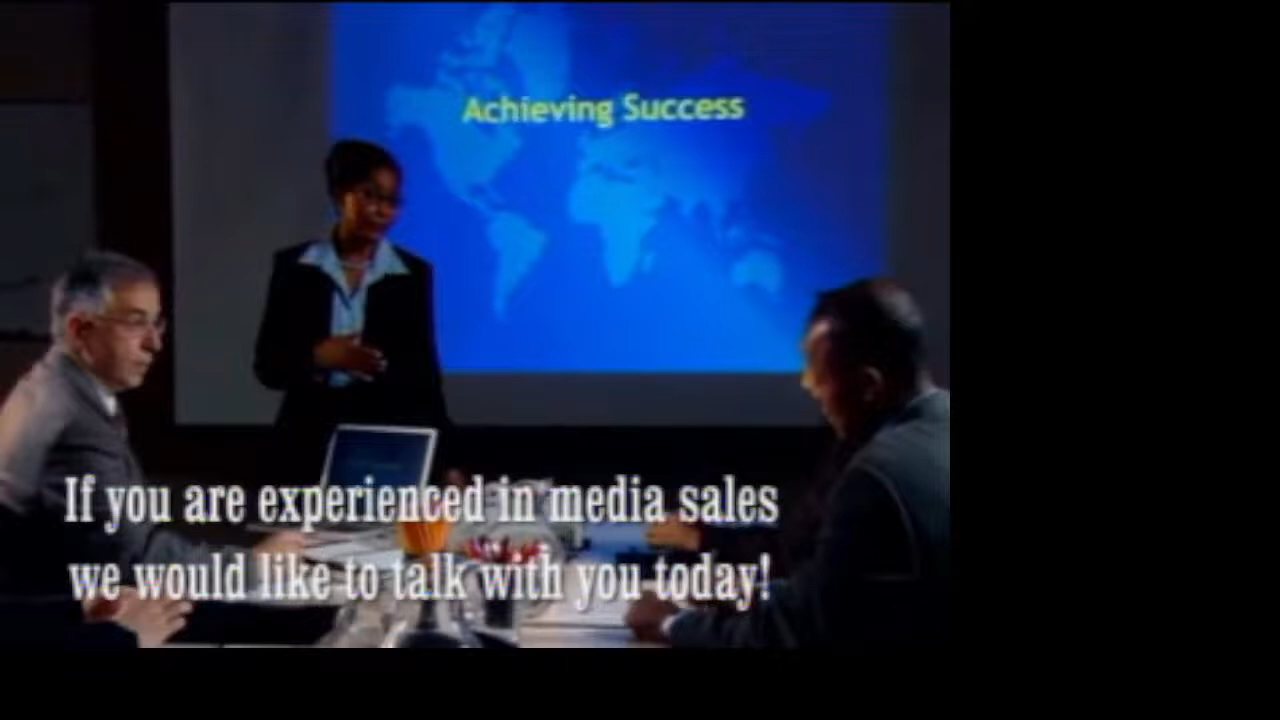 Achieving Success
If you are experienced in media sales
we would like to talk with you today!